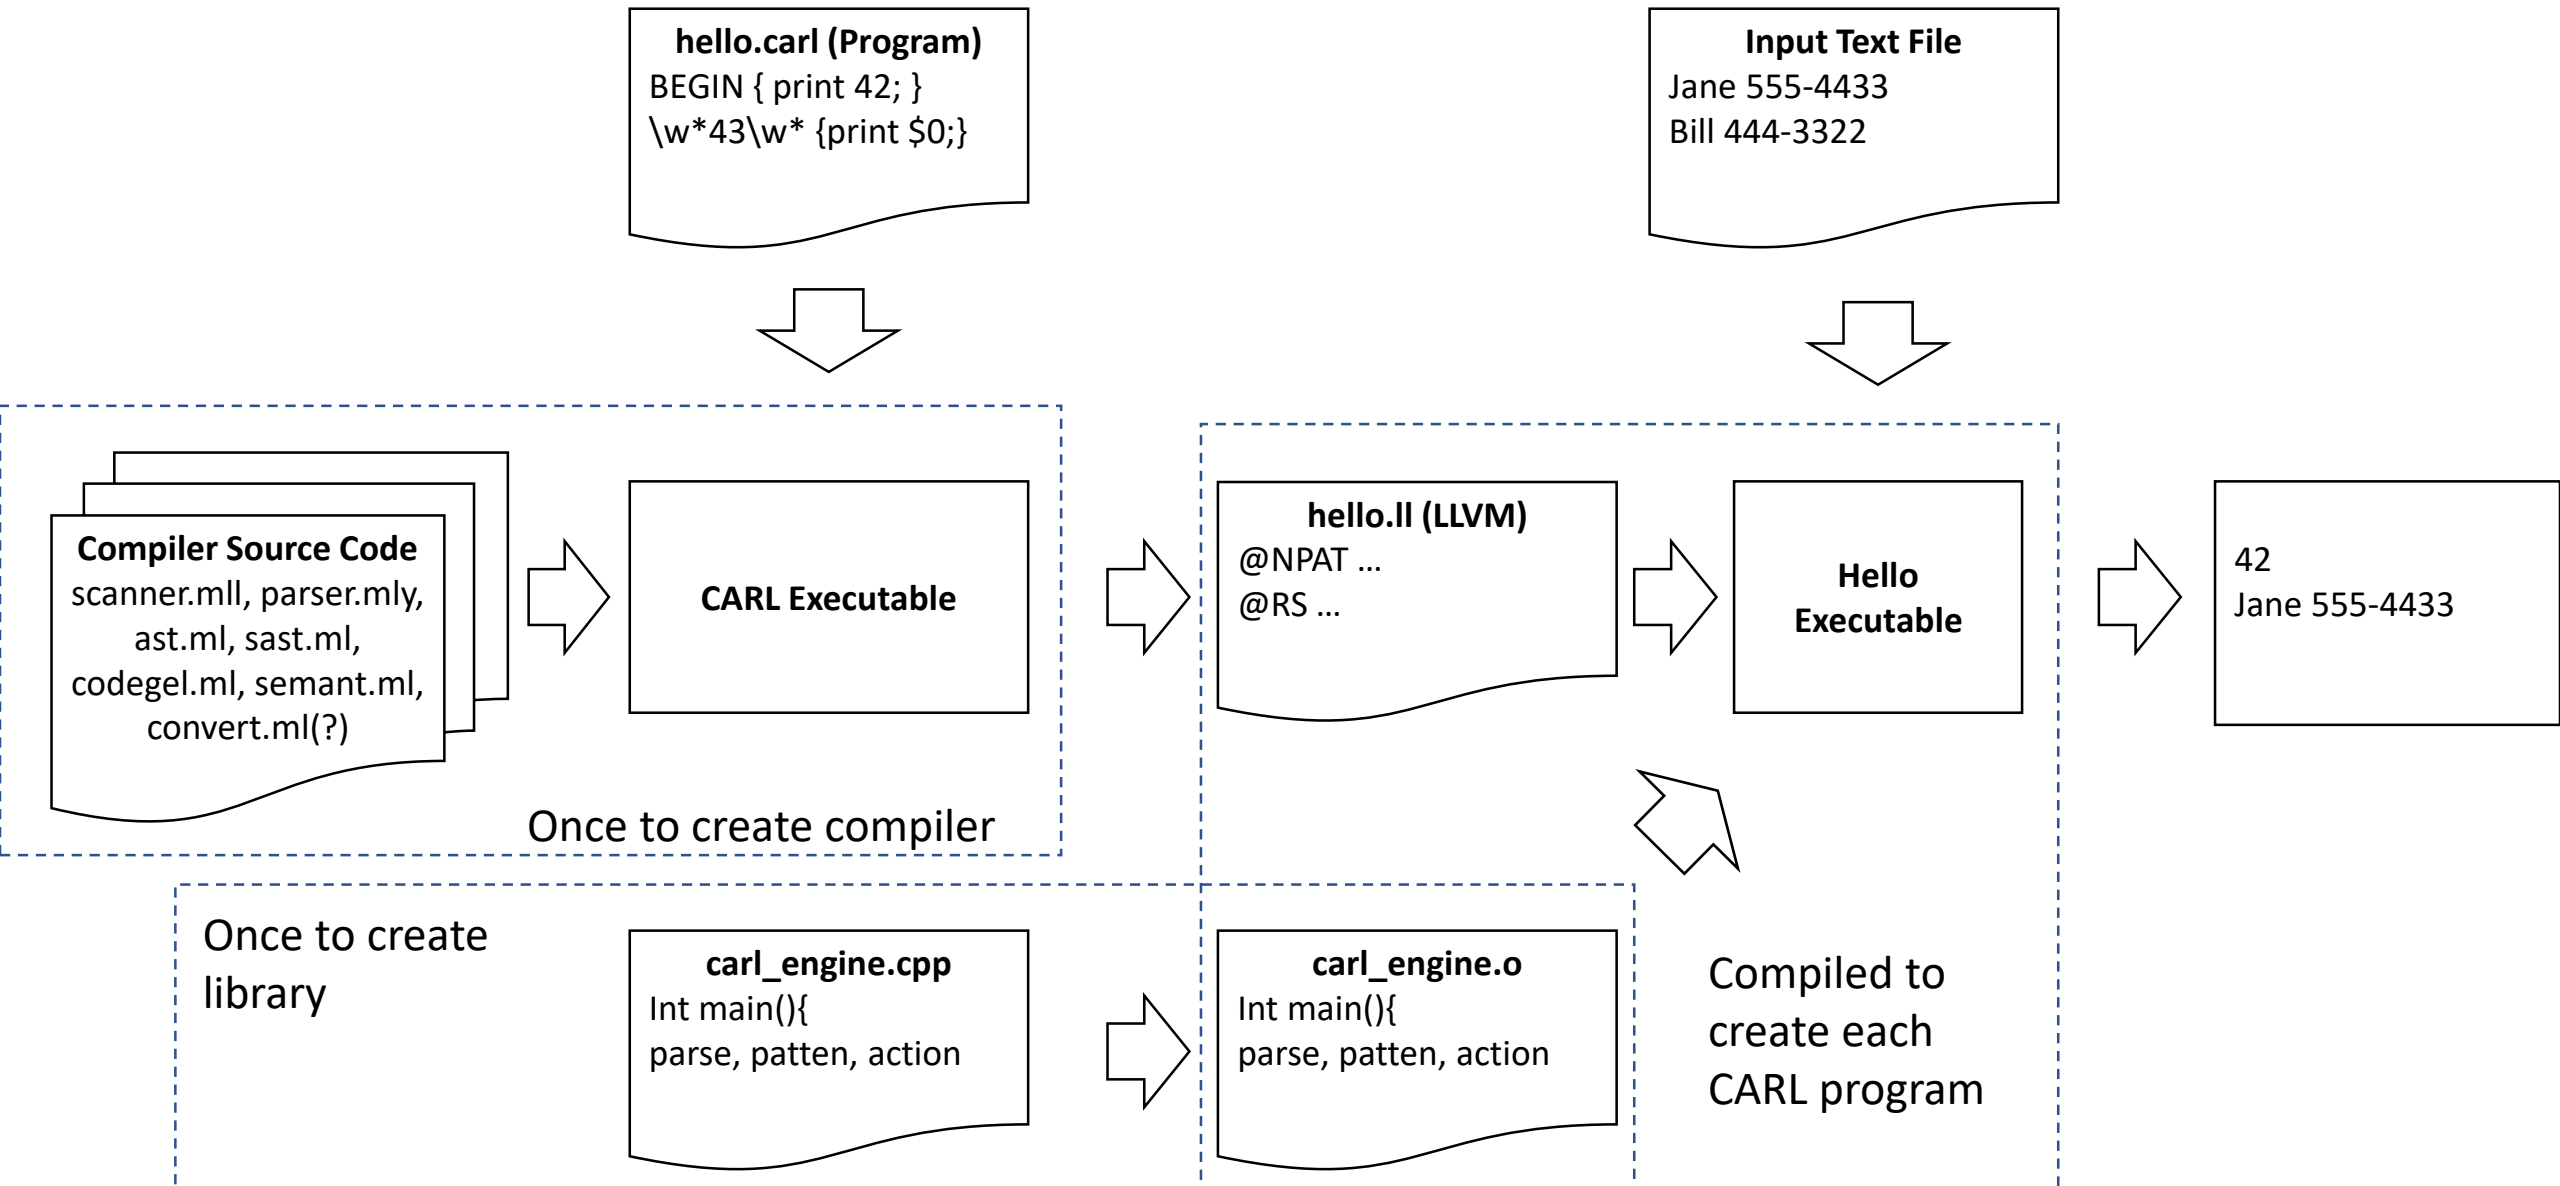 hello.carl (Program)
BEGIN { print 42; }
\w*43\w* {print $0;}
Input Text File
Jane 555-4433
Bill 444-3322
Compiler Source Code
scanner.mll, parser.mly,
ast.ml, sast.ml,
codegel.ml, semant.ml,
convert.ml(?)
CARL Executable
Once to create compiler
hello.ll (LLVM)
@NPAT ...
@RS ...
Hello
Executable
42
Jane 555-4433
Once to create
library
carl_engine.cpp
Int main(){
parse, patten, action
carl_engine.o
Int main(){
parse, patten, action
Compiled to
create each
CARL program